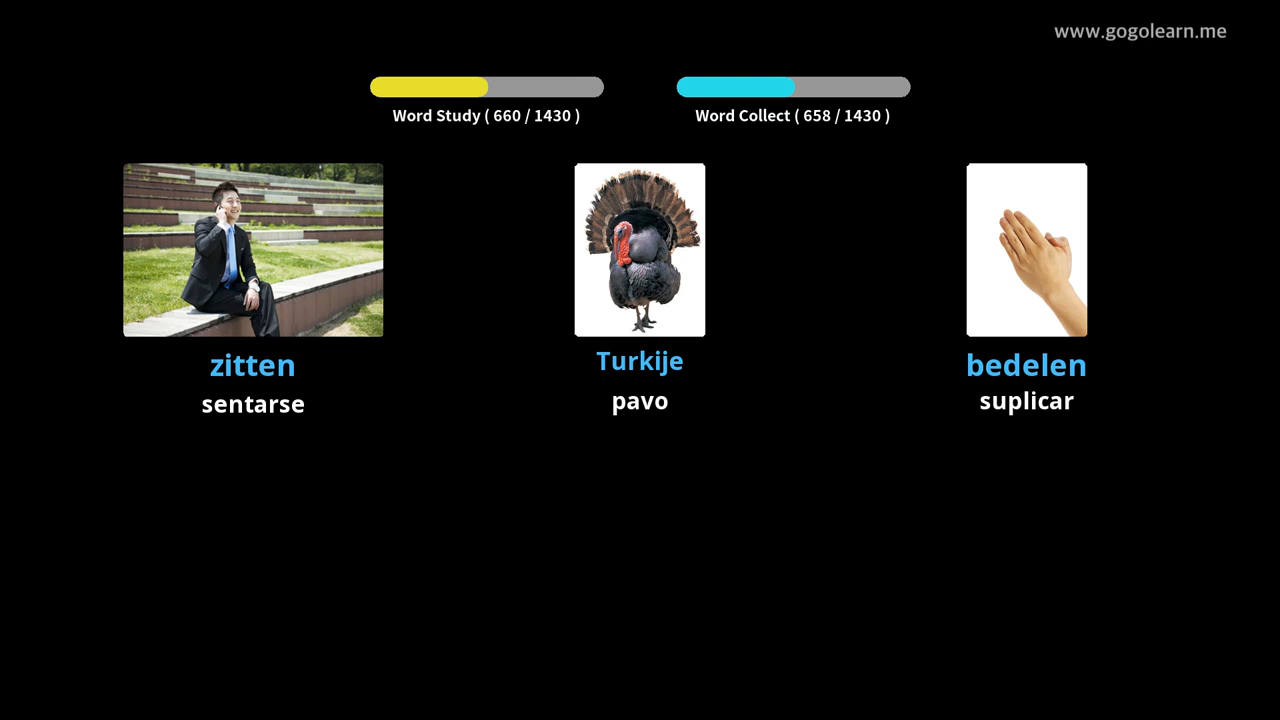 www.gogolearn.me
Word Study ( 660 / 1430 )
Word Collect ( 658 / 1430 )
zitten
sentarse
Turkije
pavo
bedelen
suplicar